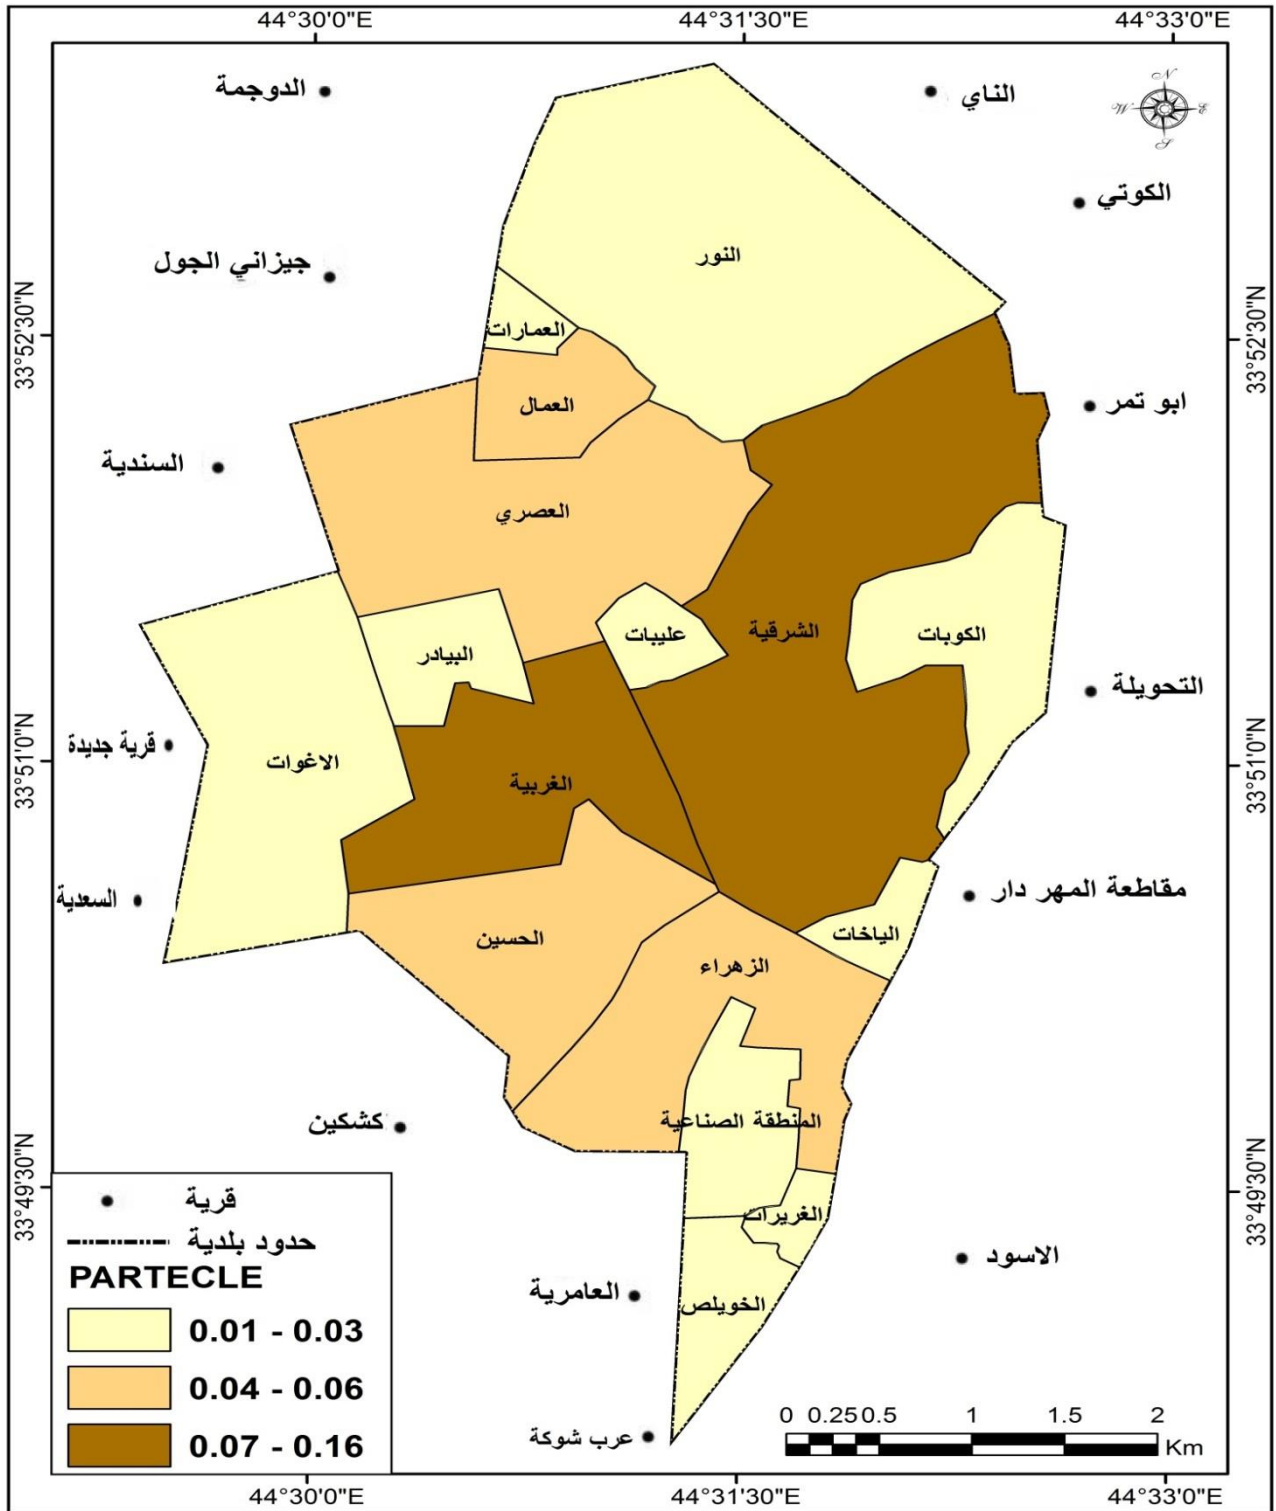 44°30'0"E
44°31'30"E
44°33'0"E
الدوجمة
الناي
N
W
E
S
الكوتي
النور
جيزاني الجول
33°52'30"N
33°52'30"N
العمارات
العمال
ابو تمر
السندية
العصري
عليبات
الشرقية
الكوبات
البيادر
التحويلة
قرية جديدة
الاغوات
الغربية
33°51'0"N
33°51'0"N
السعدية
مقاطعة المهر دار
الحسين
الياخات
الزهراء
كشكين
المنطقة الصناعية
33°49'30"N
33°49'30"N
الغريرات
الاسود
العامرية
الخويلص
عرب شوكة
قرية
حدود بلدية
PARTECLE
0.01 - 0.03
0.04 - 0.06
0.07 - 0.16
0 0.25 0.5 1 1.5 2
Km
44°30'0"E
44°31'30"E
44°33'0"E